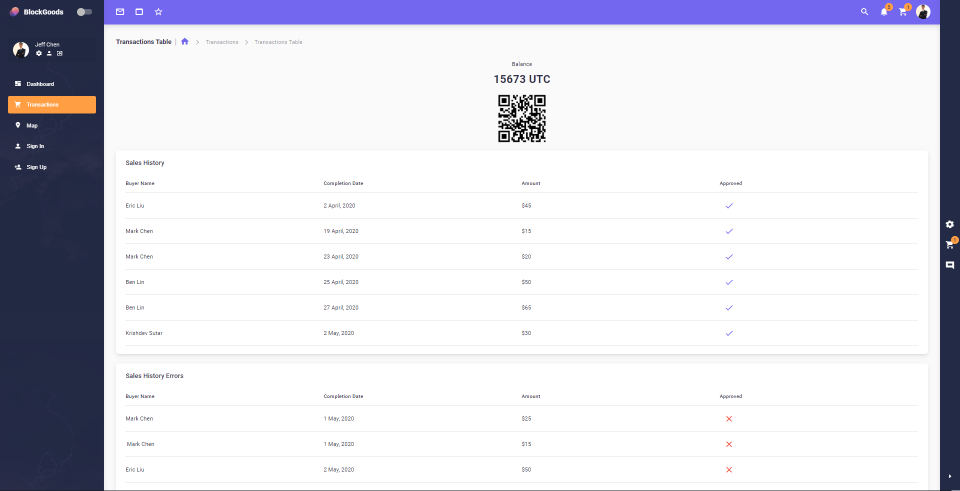 BlockGoods
2
1
Jeff Chen
Dashboard
Transactions
Map
Sign In
Sign Up
Transactions Table | Transactions Transactions Table
Balance
15673 UTC
Sales History
Buyer Name Completion Date Amount Approved
Eric Liu 2 April, 2020 $45
Mark Chen 19 April, 2020 $15
Mark Chen 23 April, 2020 $20
Ben Lin 25 April, 2020 $50
Ben Lin 27 April, 2020 $65
Krishdev Sutar 2 May, 2020 $30
Sales History Errors
Buyer Name Completion Date Amount Approved
Mark Chen 1 May, 2020 $25
Mark Chen 1 May, 2020 $15
Eric Liu 2 May, 2020 $50